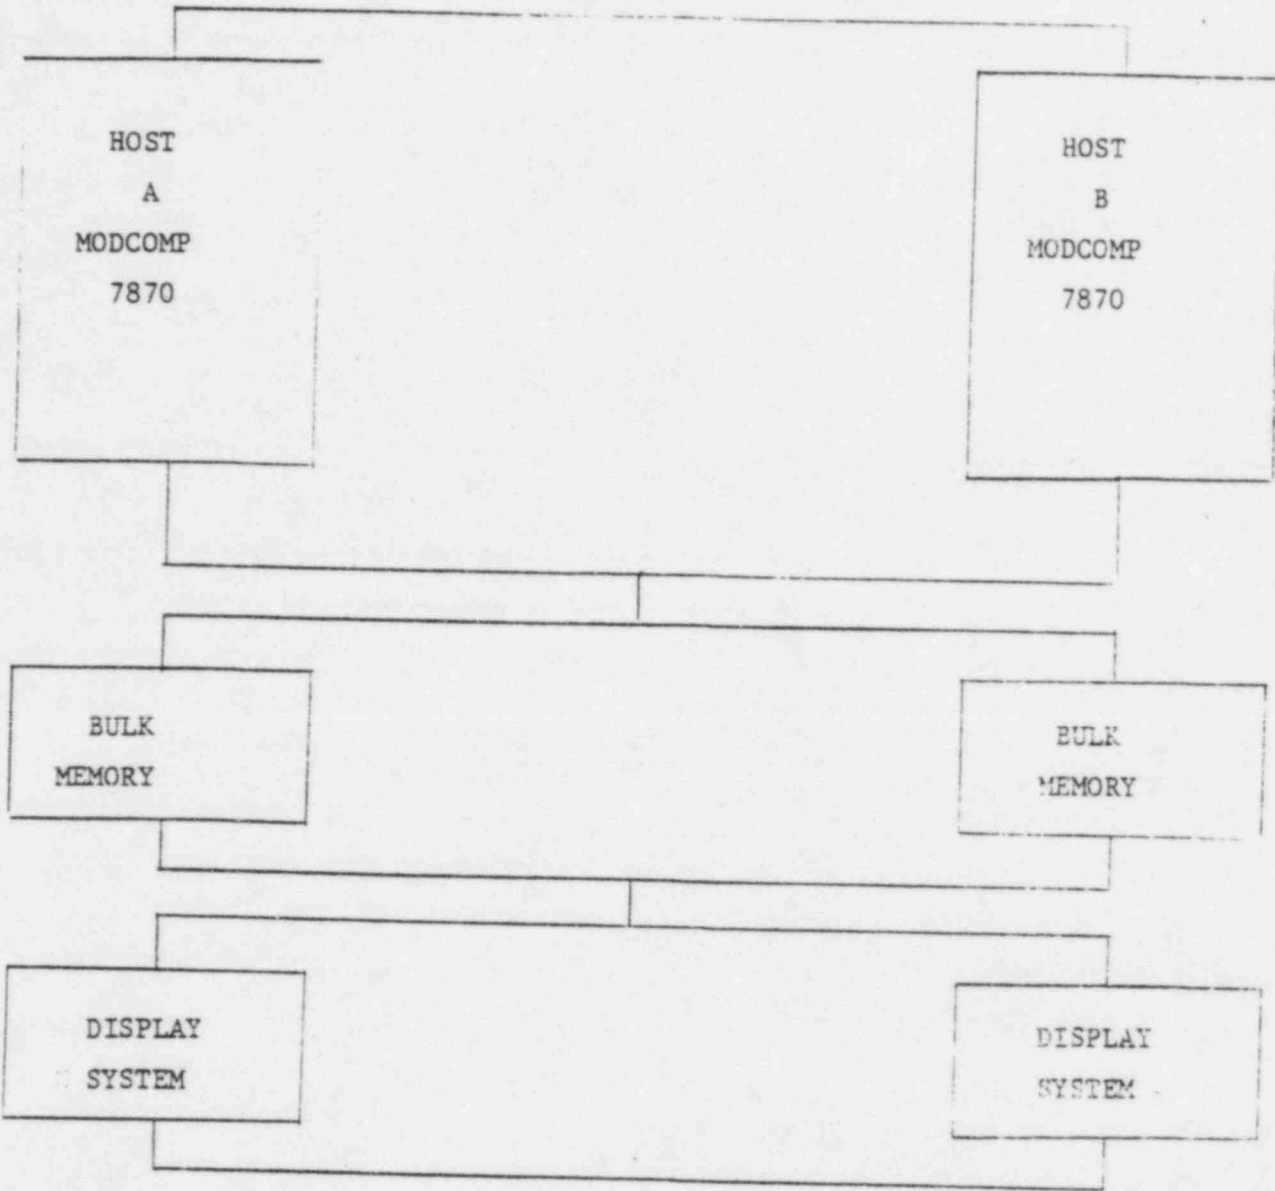 HOST
A
MODCOMP
7870
HOST
B
MODCOMP
7870
BULK
MEMORY
BULK
MEMORY
DISPLAY
SYSTEM
DISPLAY
SYSTEM